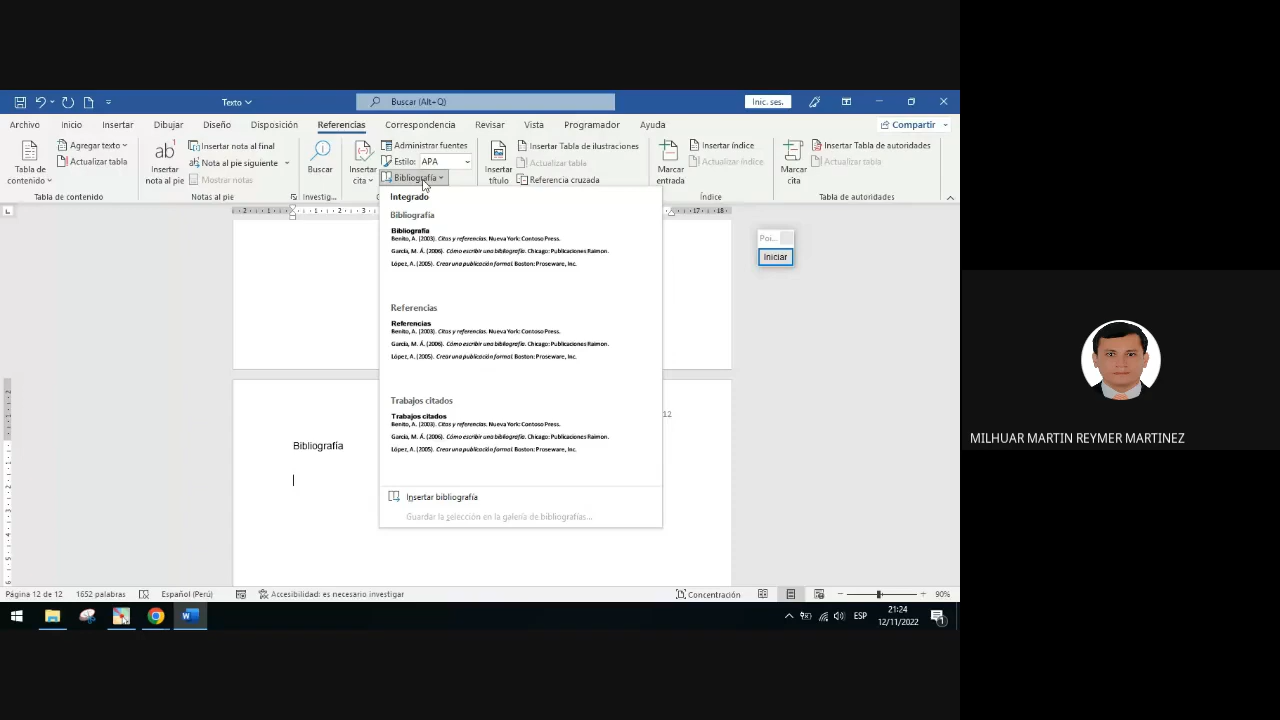 Texto
Buscar (Alt+Q)
Inic. ses.
Archivo Inicio Insertar Dibujar Diseño Disposición Referencias Correspondencia Revisar Vista Programador Ayuda Compartir
Tabla de contenido
Agregar texto
Actualizar tabla
Tabla de contenido
Insertar nota al pie
ab
Insertar nota al final
Nota al pie siguiente
Mostrar notas
Notas al pie
Buscar
Investig...
Insertar cita
Administrar fuentes
Estilo: APA
Bibliografía
Insertar título
Insertar Tabla de ilustraciones
Actualizar tabla
Referencia cruzada
Marcar entrada
Insertar índice
Actualizar índice
Índice
Marcar cita
Insertar Tabla de autoridades
Actualizar tabla
Tabla de autoridades
Integrado
Bibliografía
Bibliografía
Benito, A. (2003). Citas y referencias. Nueva York: Contoso Press.
García, M. Á. (2006). Cómo escribir una bibliografía. Chicago: Publicaciones Raimon.
López, A. (2005). Crear una publicación formal. Boston: Proseware, Inc.
Referencias
Referencias
Benito, A. (2003). Citas y referencias. Nueva York: Contoso Press.
García, M. Á. (2006). Cómo escribir una bibliografía. Chicago: Publicaciones Raimon.
López, A. (2005). Crear una publicación formal. Boston: Proseware, Inc.
Trabajos citados
Trabajos citados
Benito, A. (2003). Citas y referencias. Nueva York: Contoso Press.
García, M. Á. (2006). Cómo escribir una bibliografía. Chicago: Publicaciones Raimon.
López, A. (2005). Crear una publicación formal. Boston: Proseware, Inc.
Insertar bibliografía
Guardar la selección en la galería de bibliografías...
Poi...
Iniciar
12
Bibliografía
MILHUAR MARTIN REYMER MARTINEZ
Página 12 de 12 1652 palabras Español (Perú) Accesibilidad: es necesario investigar Concentración 90%
ESP
21:24
12/11/2022
1